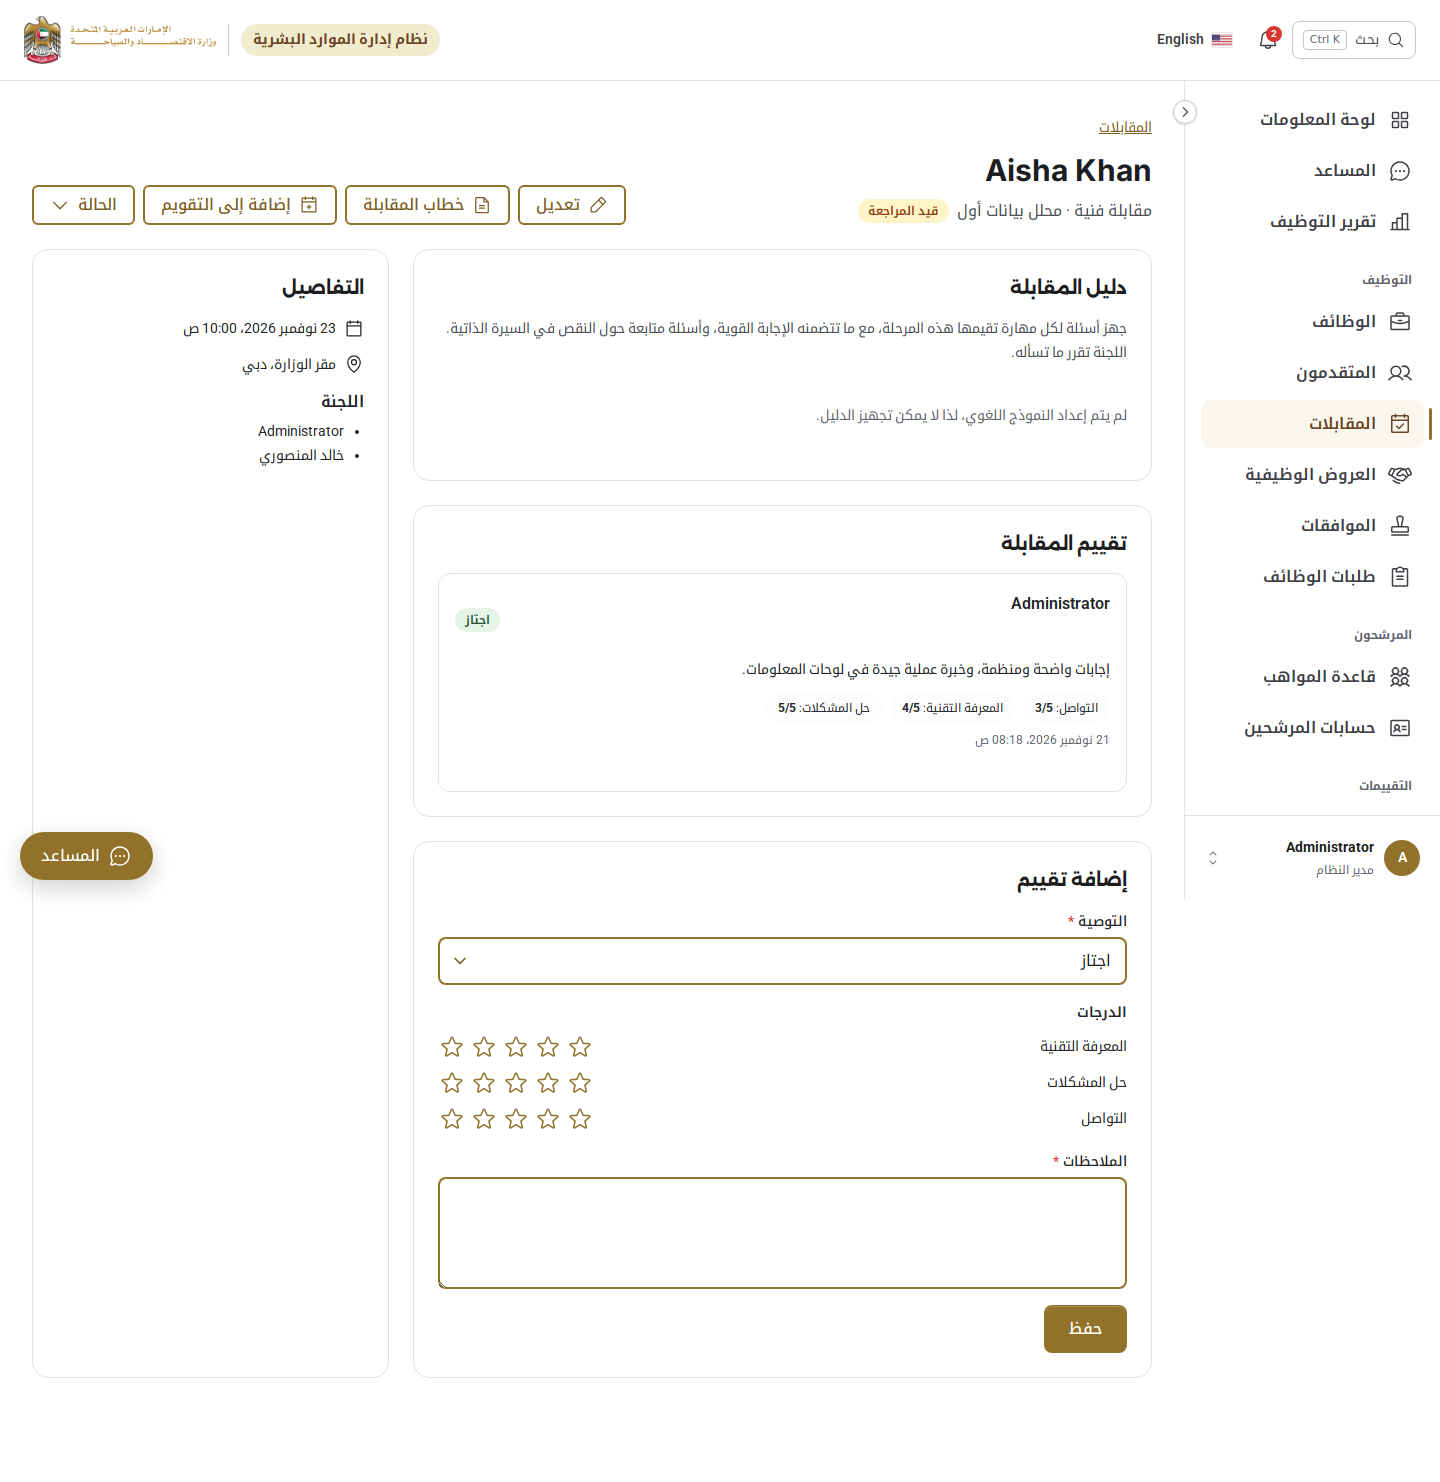 بحث Ctrl K
2
English
نظام إدارة الموارد البشرية
الإمارات العربية المتحدة
وزارة الاقتصاد والسياحة
لوحة المعلومات
المساعد
تقرير التوظيف
التوظيف
الوظائف
المتقدمون
المقابلات
العروض الوظيفية
الموافقات
طلبات الوظائف
المرشحون
قاعدة المواهب
حسابات المرشحين
التقييمات
A
Administrator
مدير النظام
المقابلات
Aisha Khan
مقابلة فنية · محلل بيانات أول قيد المراجعة
تعديل
خطاب المقابلة
إضافة إلى التقويم
الحالة
دليل المقابلة
جهز أسئلة لكل مهارة تقيمها هذه المرحلة، مع ما تتضمنه الإجابة القوية، وأسئلة متابعة حول النقص في السيرة الذاتية.
اللجنة تقرر ما تسأله.
لم يتم إعداد النموذج اللغوي، لذا لا يمكن تجهيز الدليل.
تقييم المقابلة
Administrator
اجتاز
إجابات واضحة ومنظمة، وخبرة عملية جيدة في لوحات المعلومات.
التواصل: 3/5
المعرفة التقنية: 4/5
حل المشكلات: 5/5
21 نوفمبر 2026، 08:18 ص
إضافة تقييم
التوصية *
اجتاز
الدرجات
المعرفة التقنية
حل المشكلات
التواصل
الملاحظات *
حفظ
التفاصيل
23 نوفمبر 2026، 10:00 ص
مقر الوزارة، دبي
اللجنة
• Administrator
• خالد المنصوري
المساعد